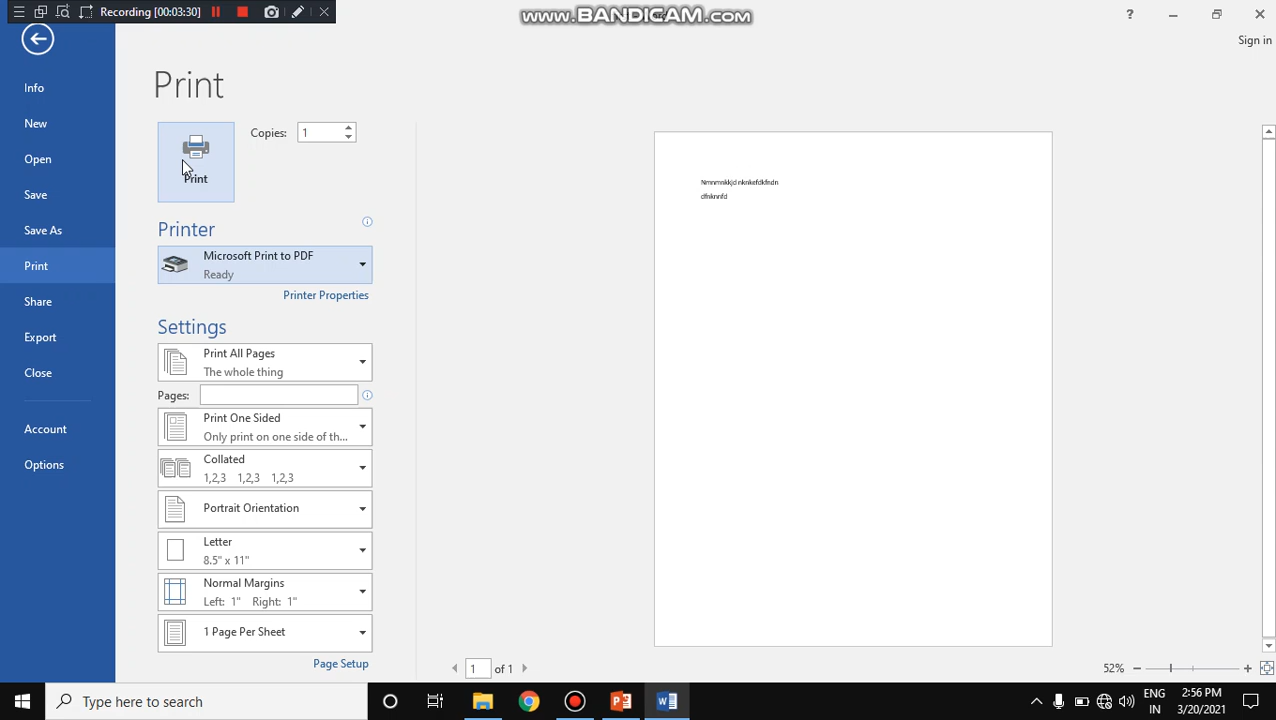 Recording [00:03:30]
www.BANDICAM.com
Sign in
Info
New
Open
Save
Save As
Print
Share
Export
Close
Account
Options
Print
Print
Copies: 1
Printer
Microsoft Print to PDF
Ready
Printer Properties
Settings
Print All Pages
The whole thing
Pages:
Print One Sided
Only print on one side of th...
Collated
1,2,3 1,2,3 1,2,3
Portrait Orientation
Letter
8.5" x 11"
Normal Margins
Left: 1" Right: 1"
1 Page Per Sheet
Page Setup
dfnknnfd
1 of 1
52%
Type here to search
ENG
IN
2:56 PM
3/20/2021